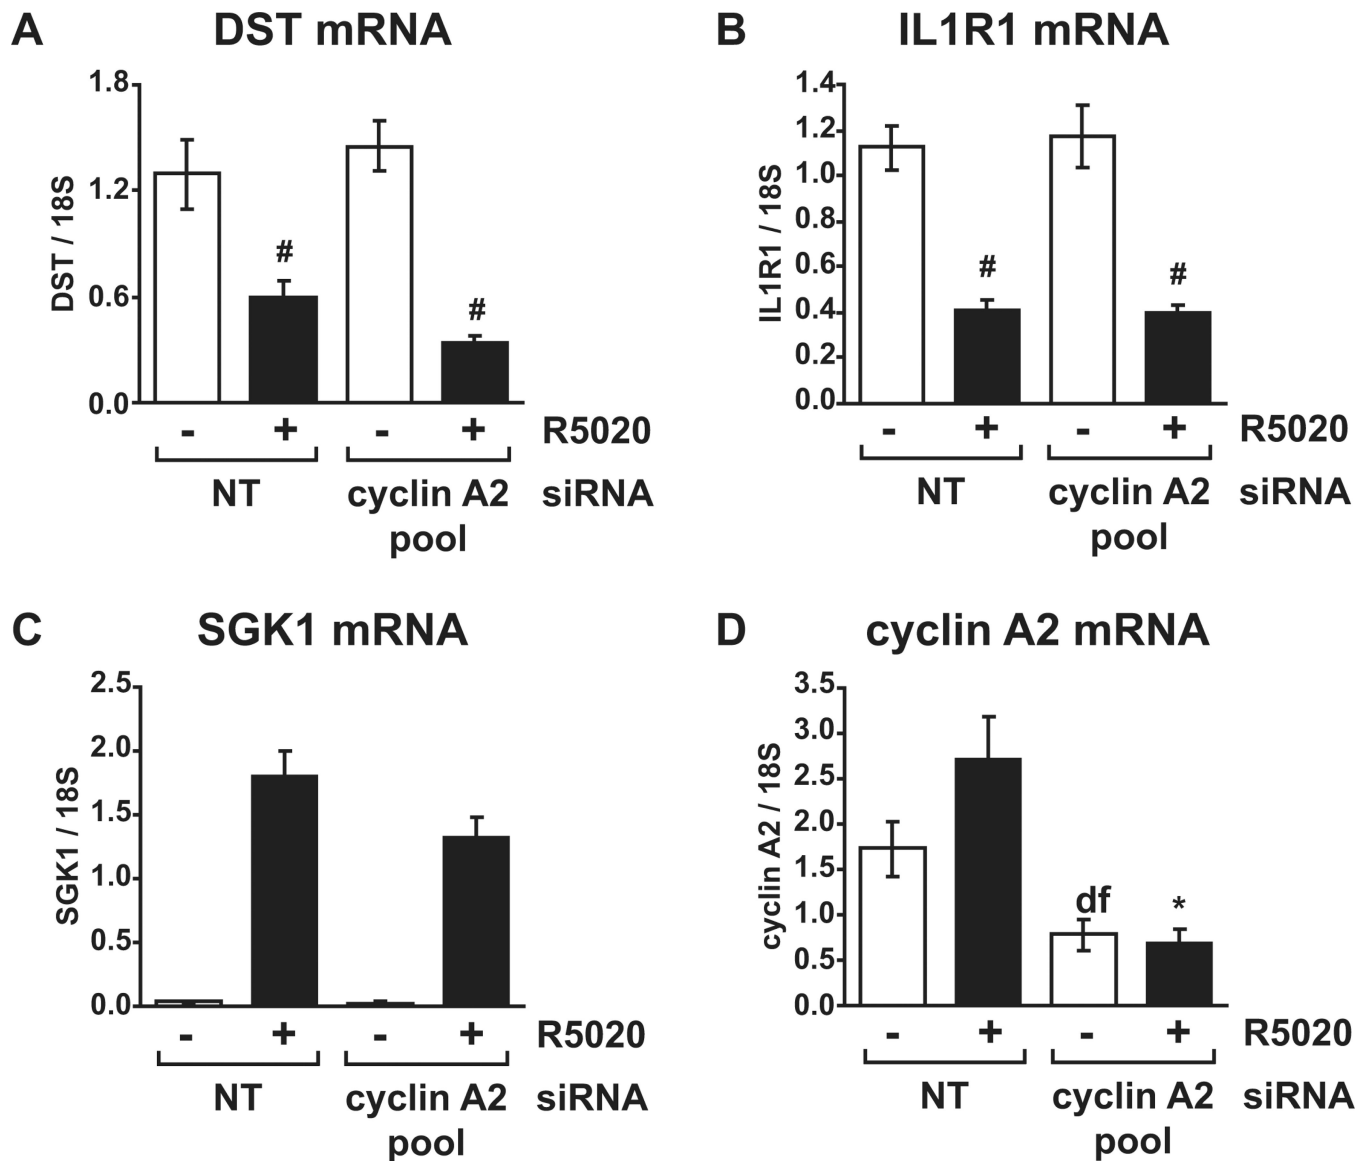 A DST mRNA
1.8
1.2
0.6
0.0
DST / 18S
#
#
- + - + R5020
NT cyclin A2 siRNA
pool
B IL1R1 mRNA
1.4
1.2
1.0
0.8
0.6
0.4
0.2
0.0
IL1R1 / 18S
#
#
- + - + R5020
NT cyclin A2 siRNA
pool
C SGK1 mRNA
2.5
2.0
1.5
1.0
0.5
0.0
SGK1 / 18S
- + - + R5020
NT cyclin A2 siRNA
pool
D cyclin A2 mRNA
3.5
3.0
2.5
2.0
1.5
1.0
0.5
0.0
cyclin A2 / 18S
df
*
- + - + R5020
NT cyclin A2 siRNA
pool